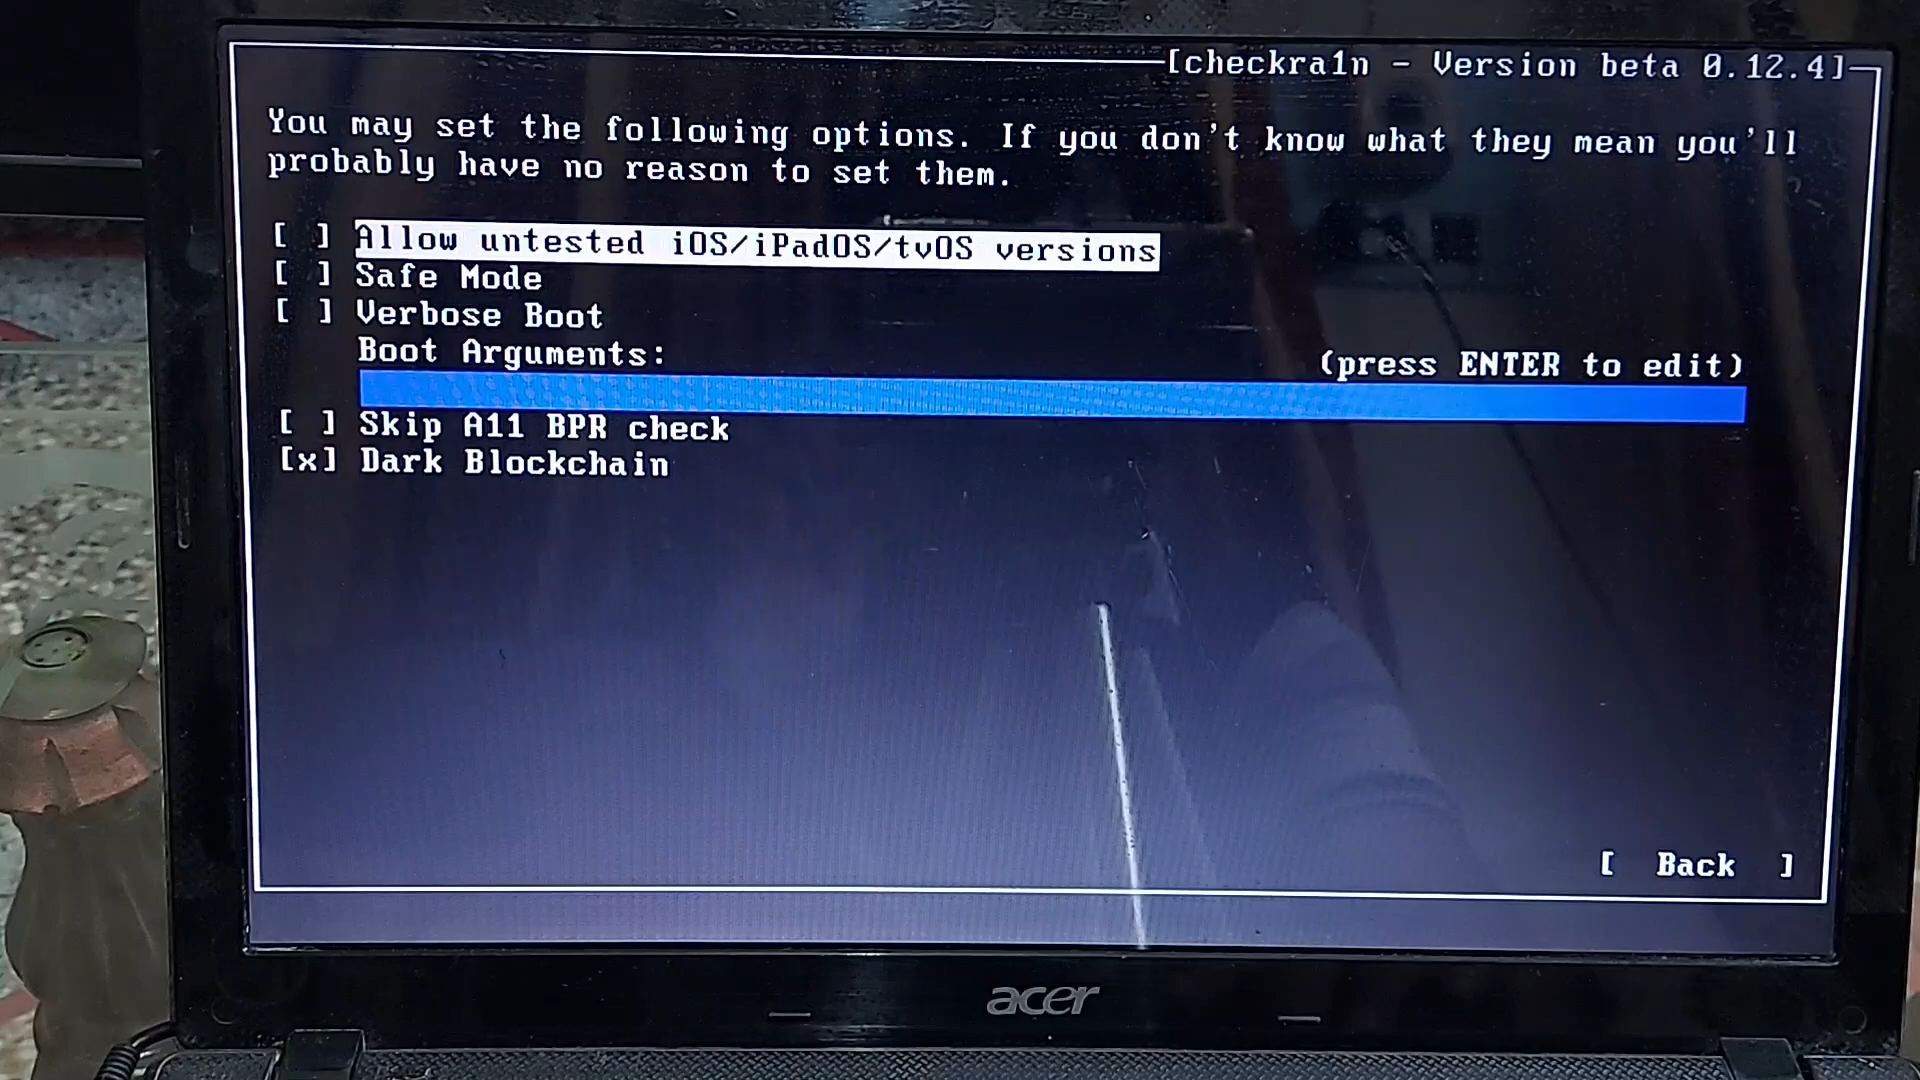 [checkra1n - Version beta 0.12.4]
You may set the following options. If you don't know what they mean you'll
probably have no reason to set them.
[ ] Allow untested iOS/iPadOS/tvOS versions
[ ] Safe Mode
[ ] Verbose Boot
Boot Arguments: (press ENTER to edit)
[ ] Skip A11 BPR check
[x] Dark Blockchain
[ Back ]
acer